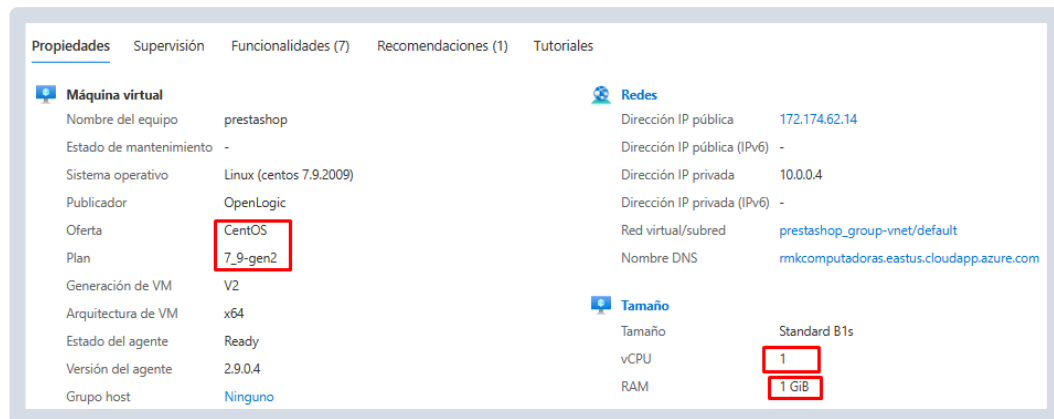 Propiedades Supervisión Funcionalidades (7) Recomendaciones (1) Tutoriales
Máquina virtual
Nombre del equipo prestashop
Estado de mantenimiento -
Sistema operativo Linux (centos 7.9.2009)
Publicador OpenLogic
Oferta CentOS
Plan 7_9-gen2
Generación de VM V2
Arquitectura de VM x64
Estado del agente Ready
Versión del agente 2.9.0.4
Grupo host Ninguno
Redes
Dirección IP pública 172.174.62.14
Dirección IP pública (IPv6) -
Dirección IP privada 10.0.0.4
Dirección IP privada (IPv6) -
Red virtual/subred prestashop_group-vnet/default
Nombre DNS rmkcomputadoras.eastus.cloudapp.azure.com
Tamaño
Tamaño Standard B1s
vCPU 1
RAM 1 GiB